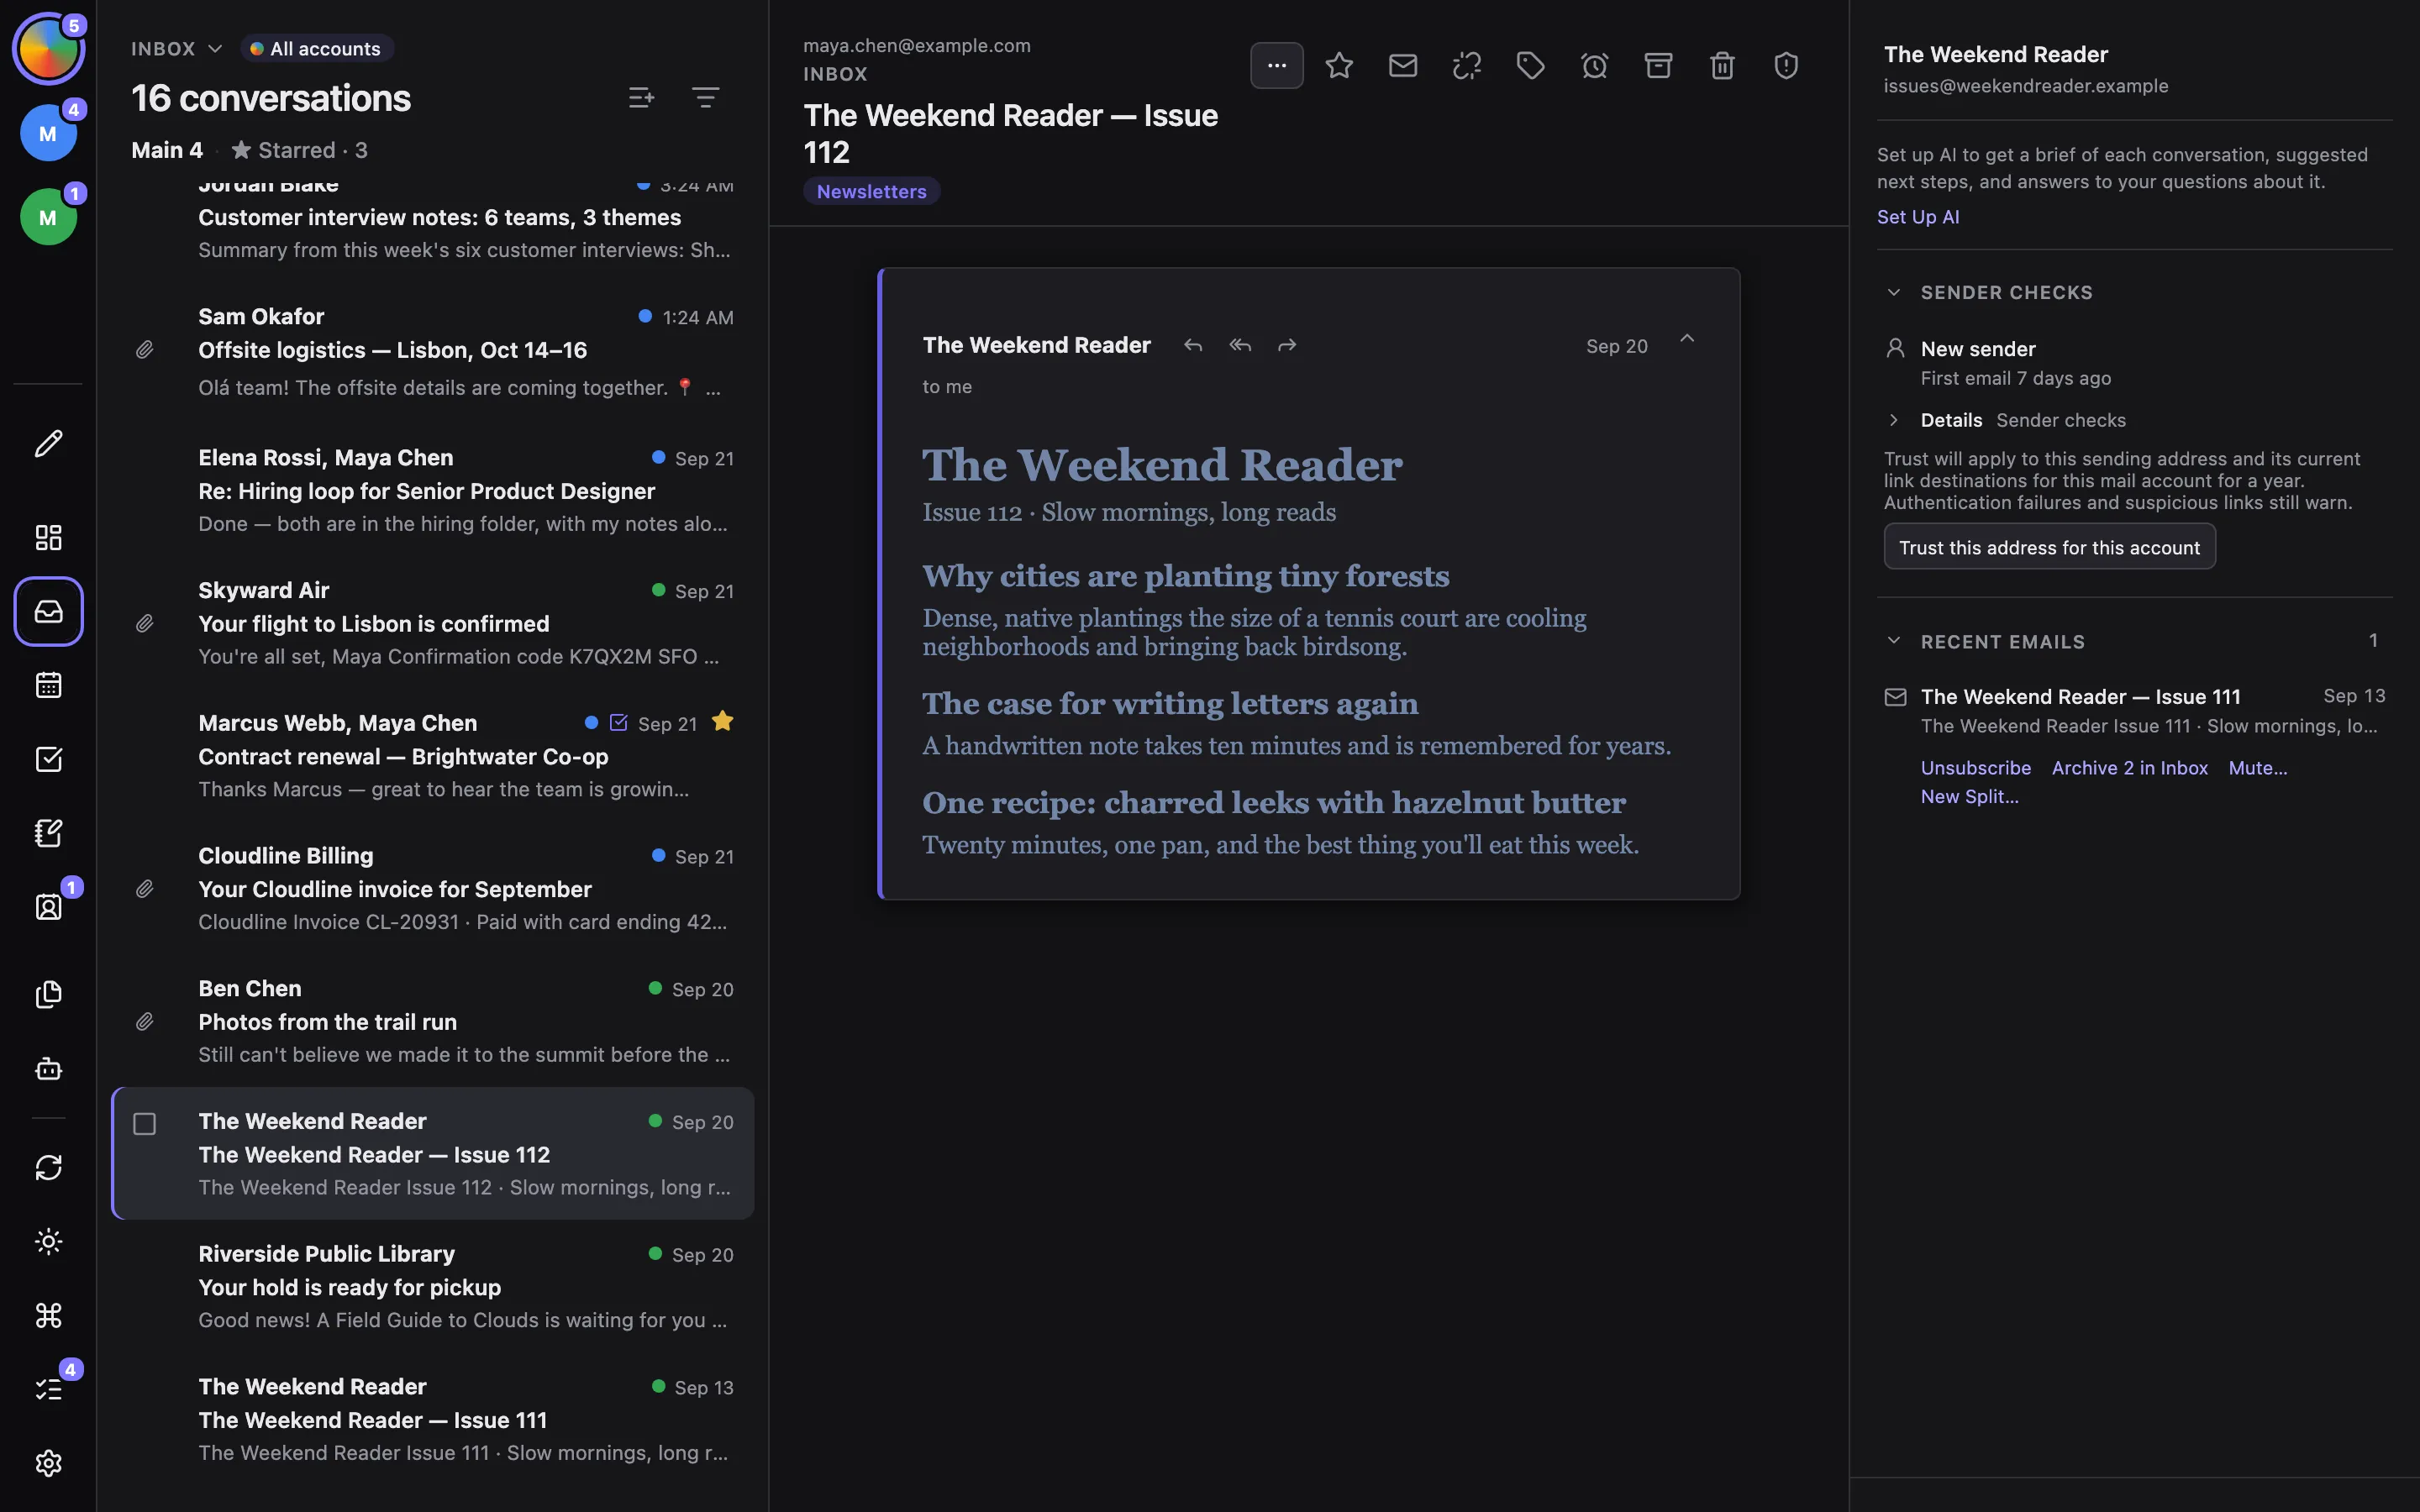 5
4
M
1
M
1
4
INBOX
All accounts
16 conversations
Main 4 · Starred · 3
Jordan Blake 3:24 AM
Customer interview notes: 6 teams, 3 themes
Summary from this week's six customer interviews: Sh...
Sam Okafor 1:24 AM
Offsite logistics — Lisbon, Oct 14–16
Olá team! The offsite details are coming together. 📍 ...
Elena Rossi, Maya Chen Sep 21
Re: Hiring loop for Senior Product Designer
Done — both are in the hiring folder, with my notes alo...
Skyward Air Sep 21
Your flight to Lisbon is confirmed
You're all set, Maya Confirmation code K7QX2M SFO ...
Marcus Webb, Maya Chen Sep 21
Contract renewal — Brightwater Co-op
Thanks Marcus — great to hear the team is growin...
Cloudline Billing Sep 21
Your Cloudline invoice for September
Cloudline Invoice CL-20931 · Paid with card ending 42...
Ben Chen Sep 20
Photos from the trail run
Still can't believe we made it to the summit before the ...
The Weekend Reader Sep 20
The Weekend Reader — Issue 112
The Weekend Reader Issue 112 · Slow mornings, long r...
Riverside Public Library Sep 20
Your hold is ready for pickup
Good news! A Field Guide to Clouds is waiting for you ...
The Weekend Reader Sep 13
The Weekend Reader — Issue 111
The Weekend Reader Issue 111 · Slow mornings, long r...
maya.chen@example.com
INBOX
The Weekend Reader — Issue
112
Newsletters
The Weekend Reader Sep 20
to me
The Weekend Reader
Issue 112 · Slow mornings, long reads
Why cities are planting tiny forests
Dense, native plantings the size of a tennis court are cooling
neighborhoods and bringing back birdsong.
The case for writing letters again
A handwritten note takes ten minutes and is remembered for years.
One recipe: charred leeks with hazelnut butter
Twenty minutes, one pan, and the best thing you'll eat this week.
The Weekend Reader
issues@weekendreader.example
Set up AI to get a brief of each conversation, suggested
next steps, and answers to your questions about it.
Set Up AI
SENDER CHECKS
New sender
First email 7 days ago
Details Sender checks
Trust will apply to this sending address and its current
link destinations for this mail account for a year.
Authentication failures and suspicious links still warn.
Trust this address for this account
RECENT EMAILS 1
The Weekend Reader — Issue 111 Sep 13
The Weekend Reader Issue 111 · Slow mornings, lo...
Unsubscribe Archive 2 in Inbox Mute...
New Split...